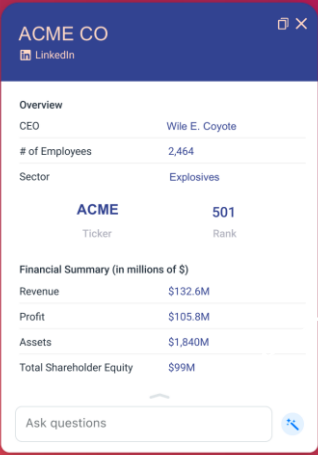 ACME CO
in LinkedIn
Overview
CEO Wile E. Coyote
# of Employees 2,464
Sector Explosives
ACME 501
Ticker Rank
Financial Summary (in millions of $)
Revenue $132.6M
Profit $105.8M
Assets $1,840M
Total Shareholder Equity $99M
Ask questions